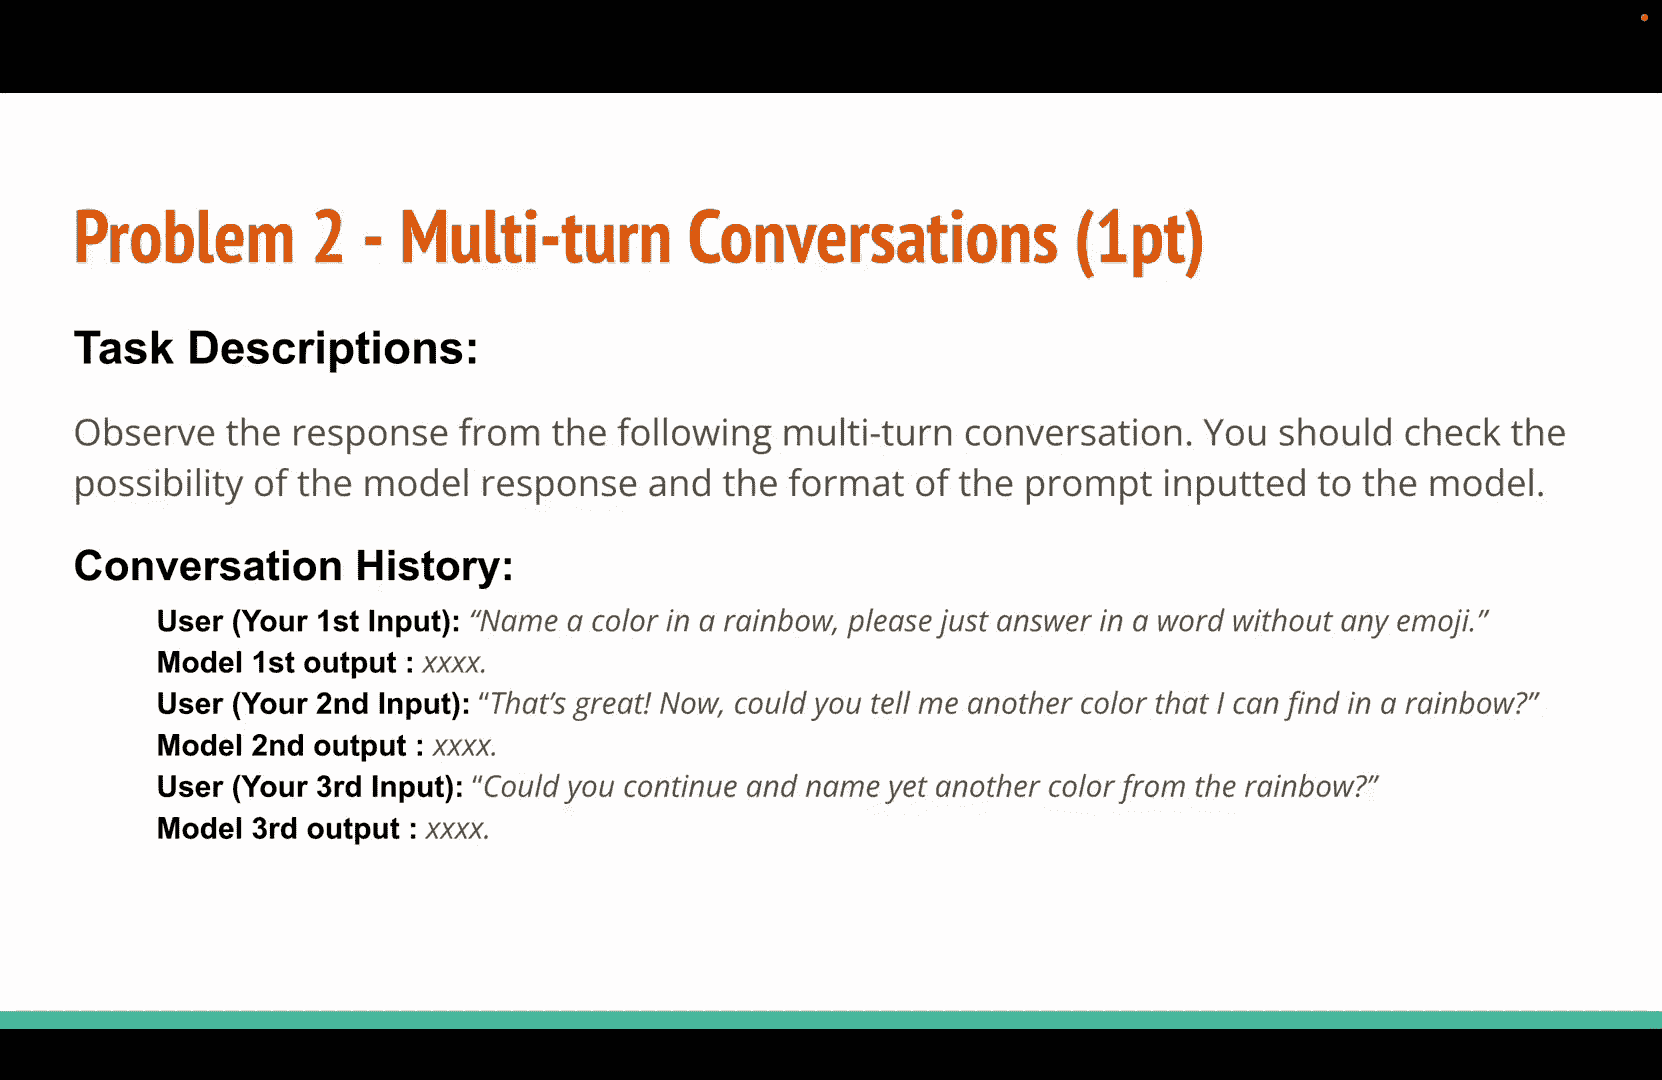 Problem 2 - Multi-turn Conversations (1pt)
Task Descriptions:
Observe the response from the following multi-turn conversation. You should check the
possibility of the model response and the format of the prompt inputted to the model.
Conversation History:
User (Your 1st Input): “Name a color in a rainbow, please just answer in a word without any emoji.”
Model 1st output : xxxx.
User (Your 2nd Input): “That’s great! Now, could you tell me another color that I can find in a rainbow?”
Model 2nd output : xxxx.
User (Your 3rd Input): “Could you continue and name yet another color from the rainbow?”
Model 3rd output : xxxx.